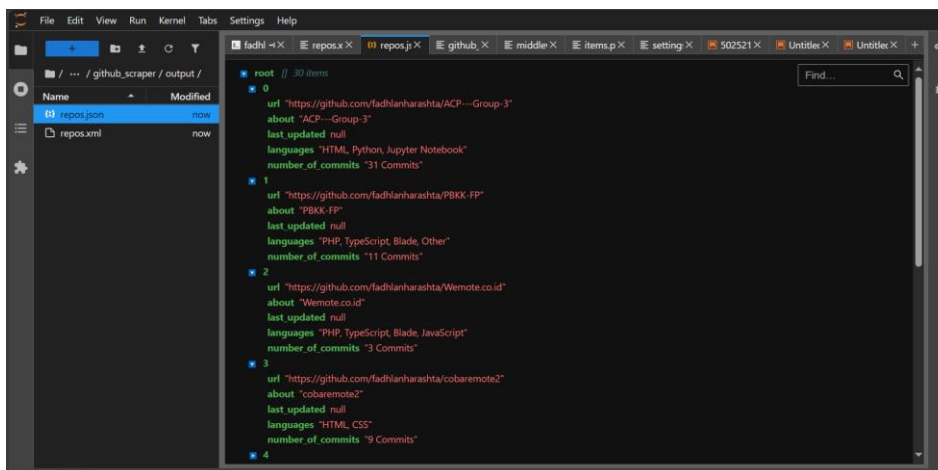 File Edit View Run Kernel Tabs Settings Help
fadhl
repos.x
repos.js
github_
middle
items.p
setting
502521
Untitle
Untitle
/ ··· / github_scraper / output /
Name Modified
repos.json now
repos.xml now
root [] 30 items
Find...
0
url "https://github.com/fadhlanharashta/ACP---Group-3"
about "ACP---Group-3"
last_updated null
languages "HTML, Python, Jupyter Notebook"
number_of_commits "31 Commits"
1
url "https://github.com/fadhlanharashta/PBKK-FP"
about "PBKK-FP"
last_updated null
languages "PHP, TypeScript, Blade, Other"
number_of_commits "11 Commits"
2
url "https://github.com/fadhlanharashta/Wemote.co.id"
about "Wemote.co.id"
last_updated null
languages "PHP, TypeScript, Blade, JavaScript"
number_of_commits "3 Commits"
3
url "https://github.com/fadhlanharashta/cobaremote2"
about "cobaremote2"
last_updated null
languages "HTML, CSS"
number_of_commits "9 Commits"
4